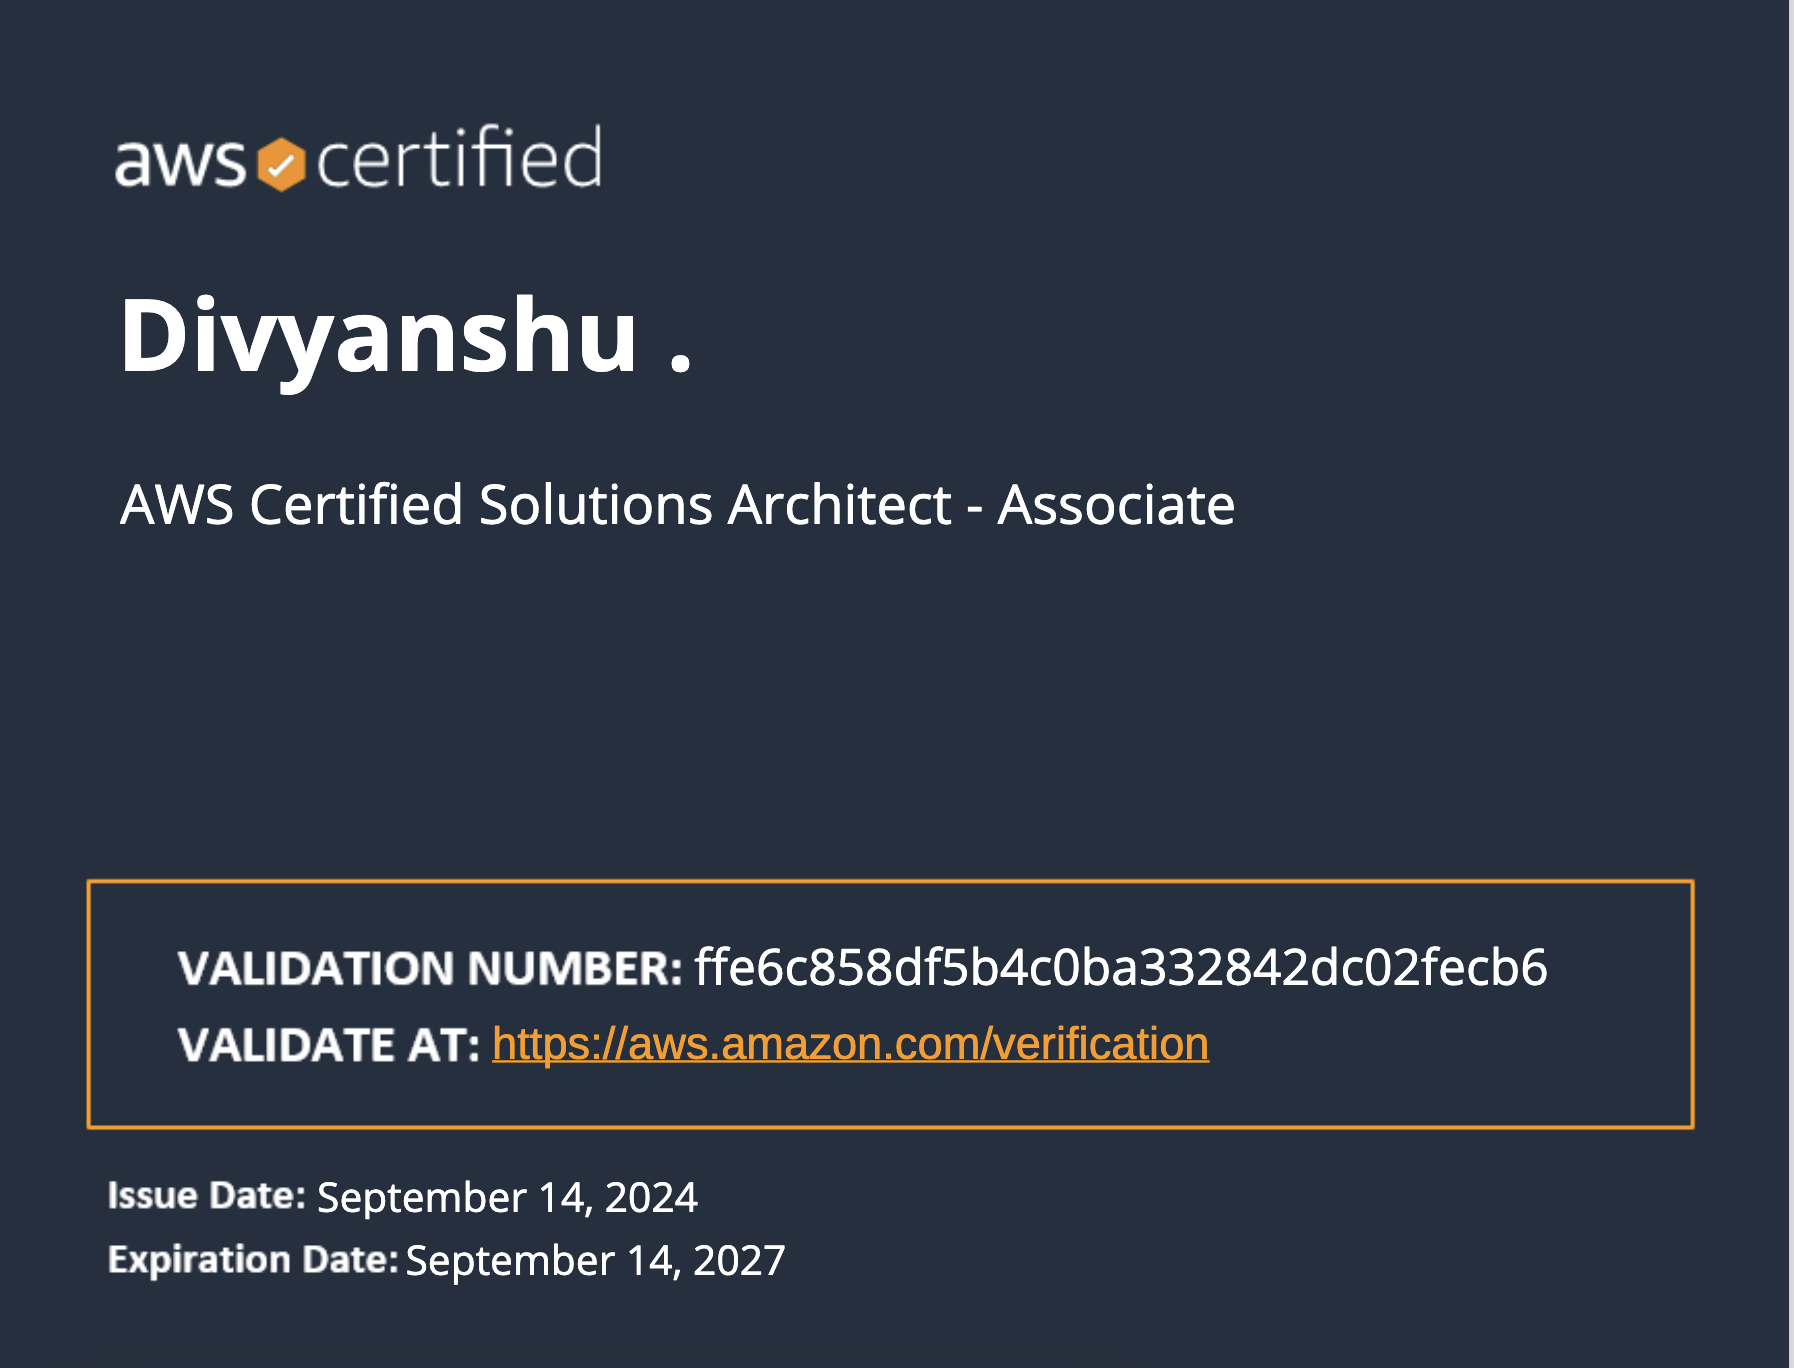 aws certified
Divyanshu .
AWS Certified Solutions Architect - Associate
VALIDATION NUMBER: ffe6c858df5b4c0ba332842dc02fecb6
VALIDATE AT: https://aws.amazon.com/verification
Issue Date: September 14, 2024
Expiration Date: September 14, 2027